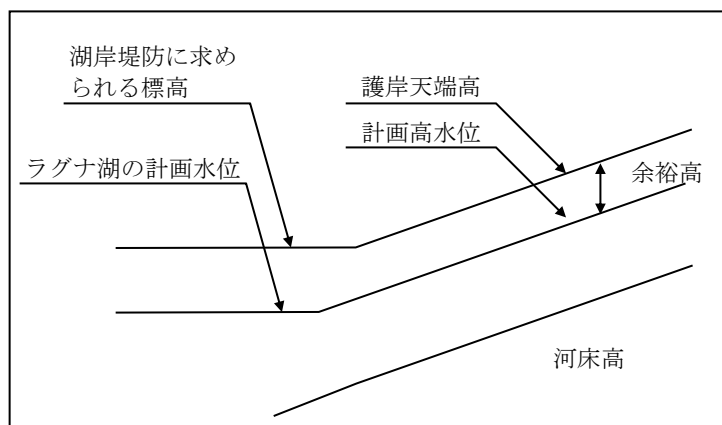 湖岸堤防に求め
られる標高
護岸天端高
計画高水位
余裕高
ラグナ湖の計画水位
河床高